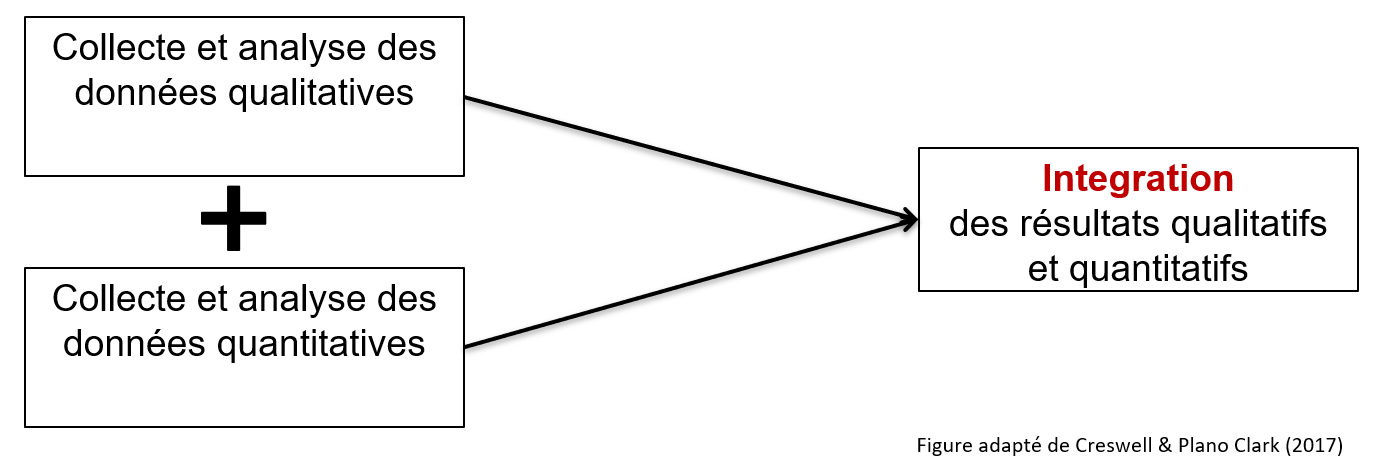 Collecte et analyse des
données qualitatives
+
Collecte et analyse des
données quantitatives
Integration
des résultats qualitatifs
et quantitatifs
Figure adapté de Creswell & Plano Clark (2017)